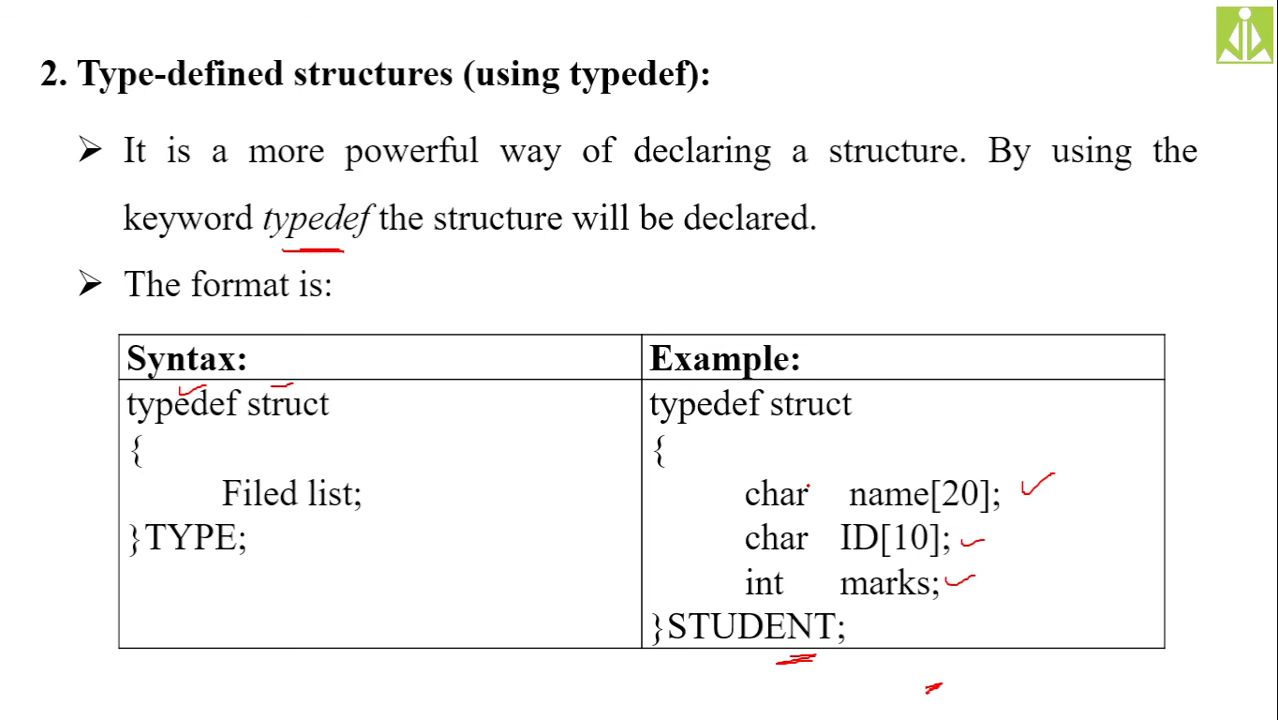 2. Type-defined structures (using typedef):
➢ It is a more powerful way of declaring a structure. By using the
keyword typedef the structure will be declared.
➢ The format is:
Syntax:
typedef struct
{
Filed list;
}TYPE;
Example:
typedef struct
{
char name[20];
char ID[10];
int marks;
}STUDENT;